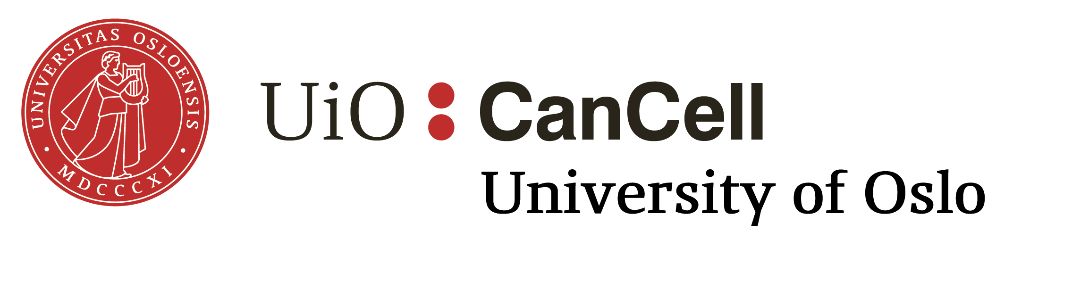 UNIVERSITAS OSLOENSIS
MDCCCXI
UiO : CanCell
University of Oslo